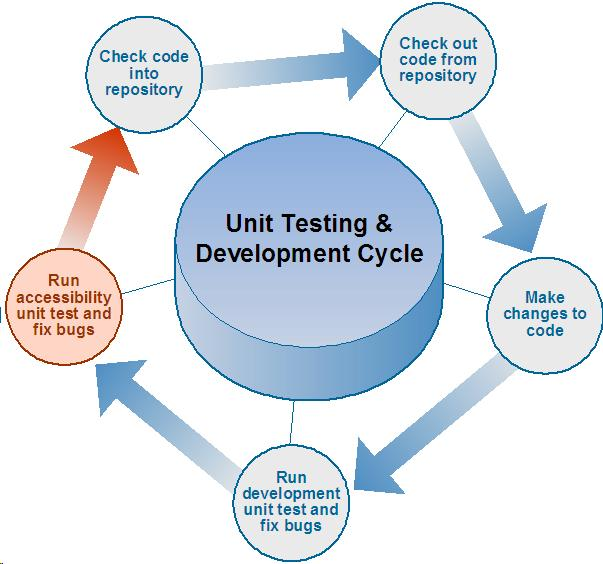 Check code
into
repository
Check out
code from
repository
Unit Testing &
Development Cycle
Make
changes to
code
Run
development
unit test and
fix bugs
Run
accessibility
unit test and
fix bugs